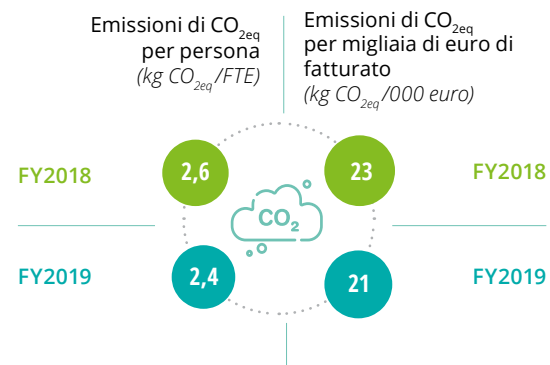 Emissioni di CO2eq
per persona
(kg CO2eq/FTE)
Emissioni di CO2eq
per migliaia di euro di
fatturato
(kg CO2eq/000 euro)
FY2018
2,6
23
FY2018
CO2
FY2019
2,4
21
FY2019